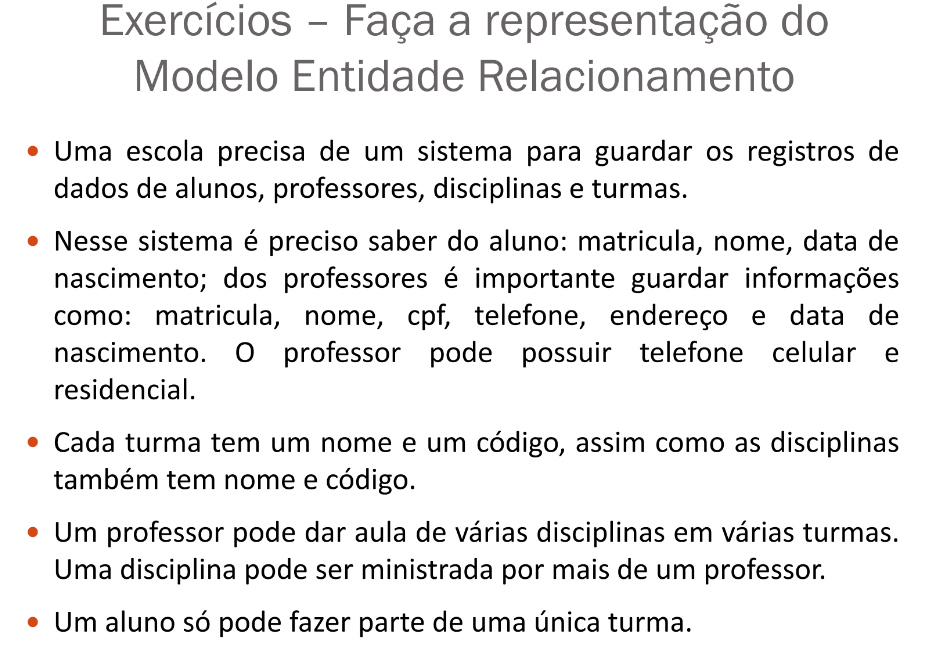 Exercícios – Faça a representação do
Modelo Entidade Relacionamento
• Uma escola precisa de um sistema para guardar os registros de
dados de alunos, professores, disciplinas e turmas.
• Nesse sistema é preciso saber do aluno: matricula, nome, data de
nascimento; dos professores é importante guardar informações
como: matricula, nome, cpf, telefone, endereço e data de
nascimento. O professor pode possuir telefone celular e
residencial.
• Cada turma tem um nome e um código, assim como as disciplinas
também tem nome e código.
• Um professor pode dar aula de várias disciplinas em várias turmas.
Uma disciplina pode ser ministrada por mais de um professor.
• Um aluno só pode fazer parte de uma única turma.